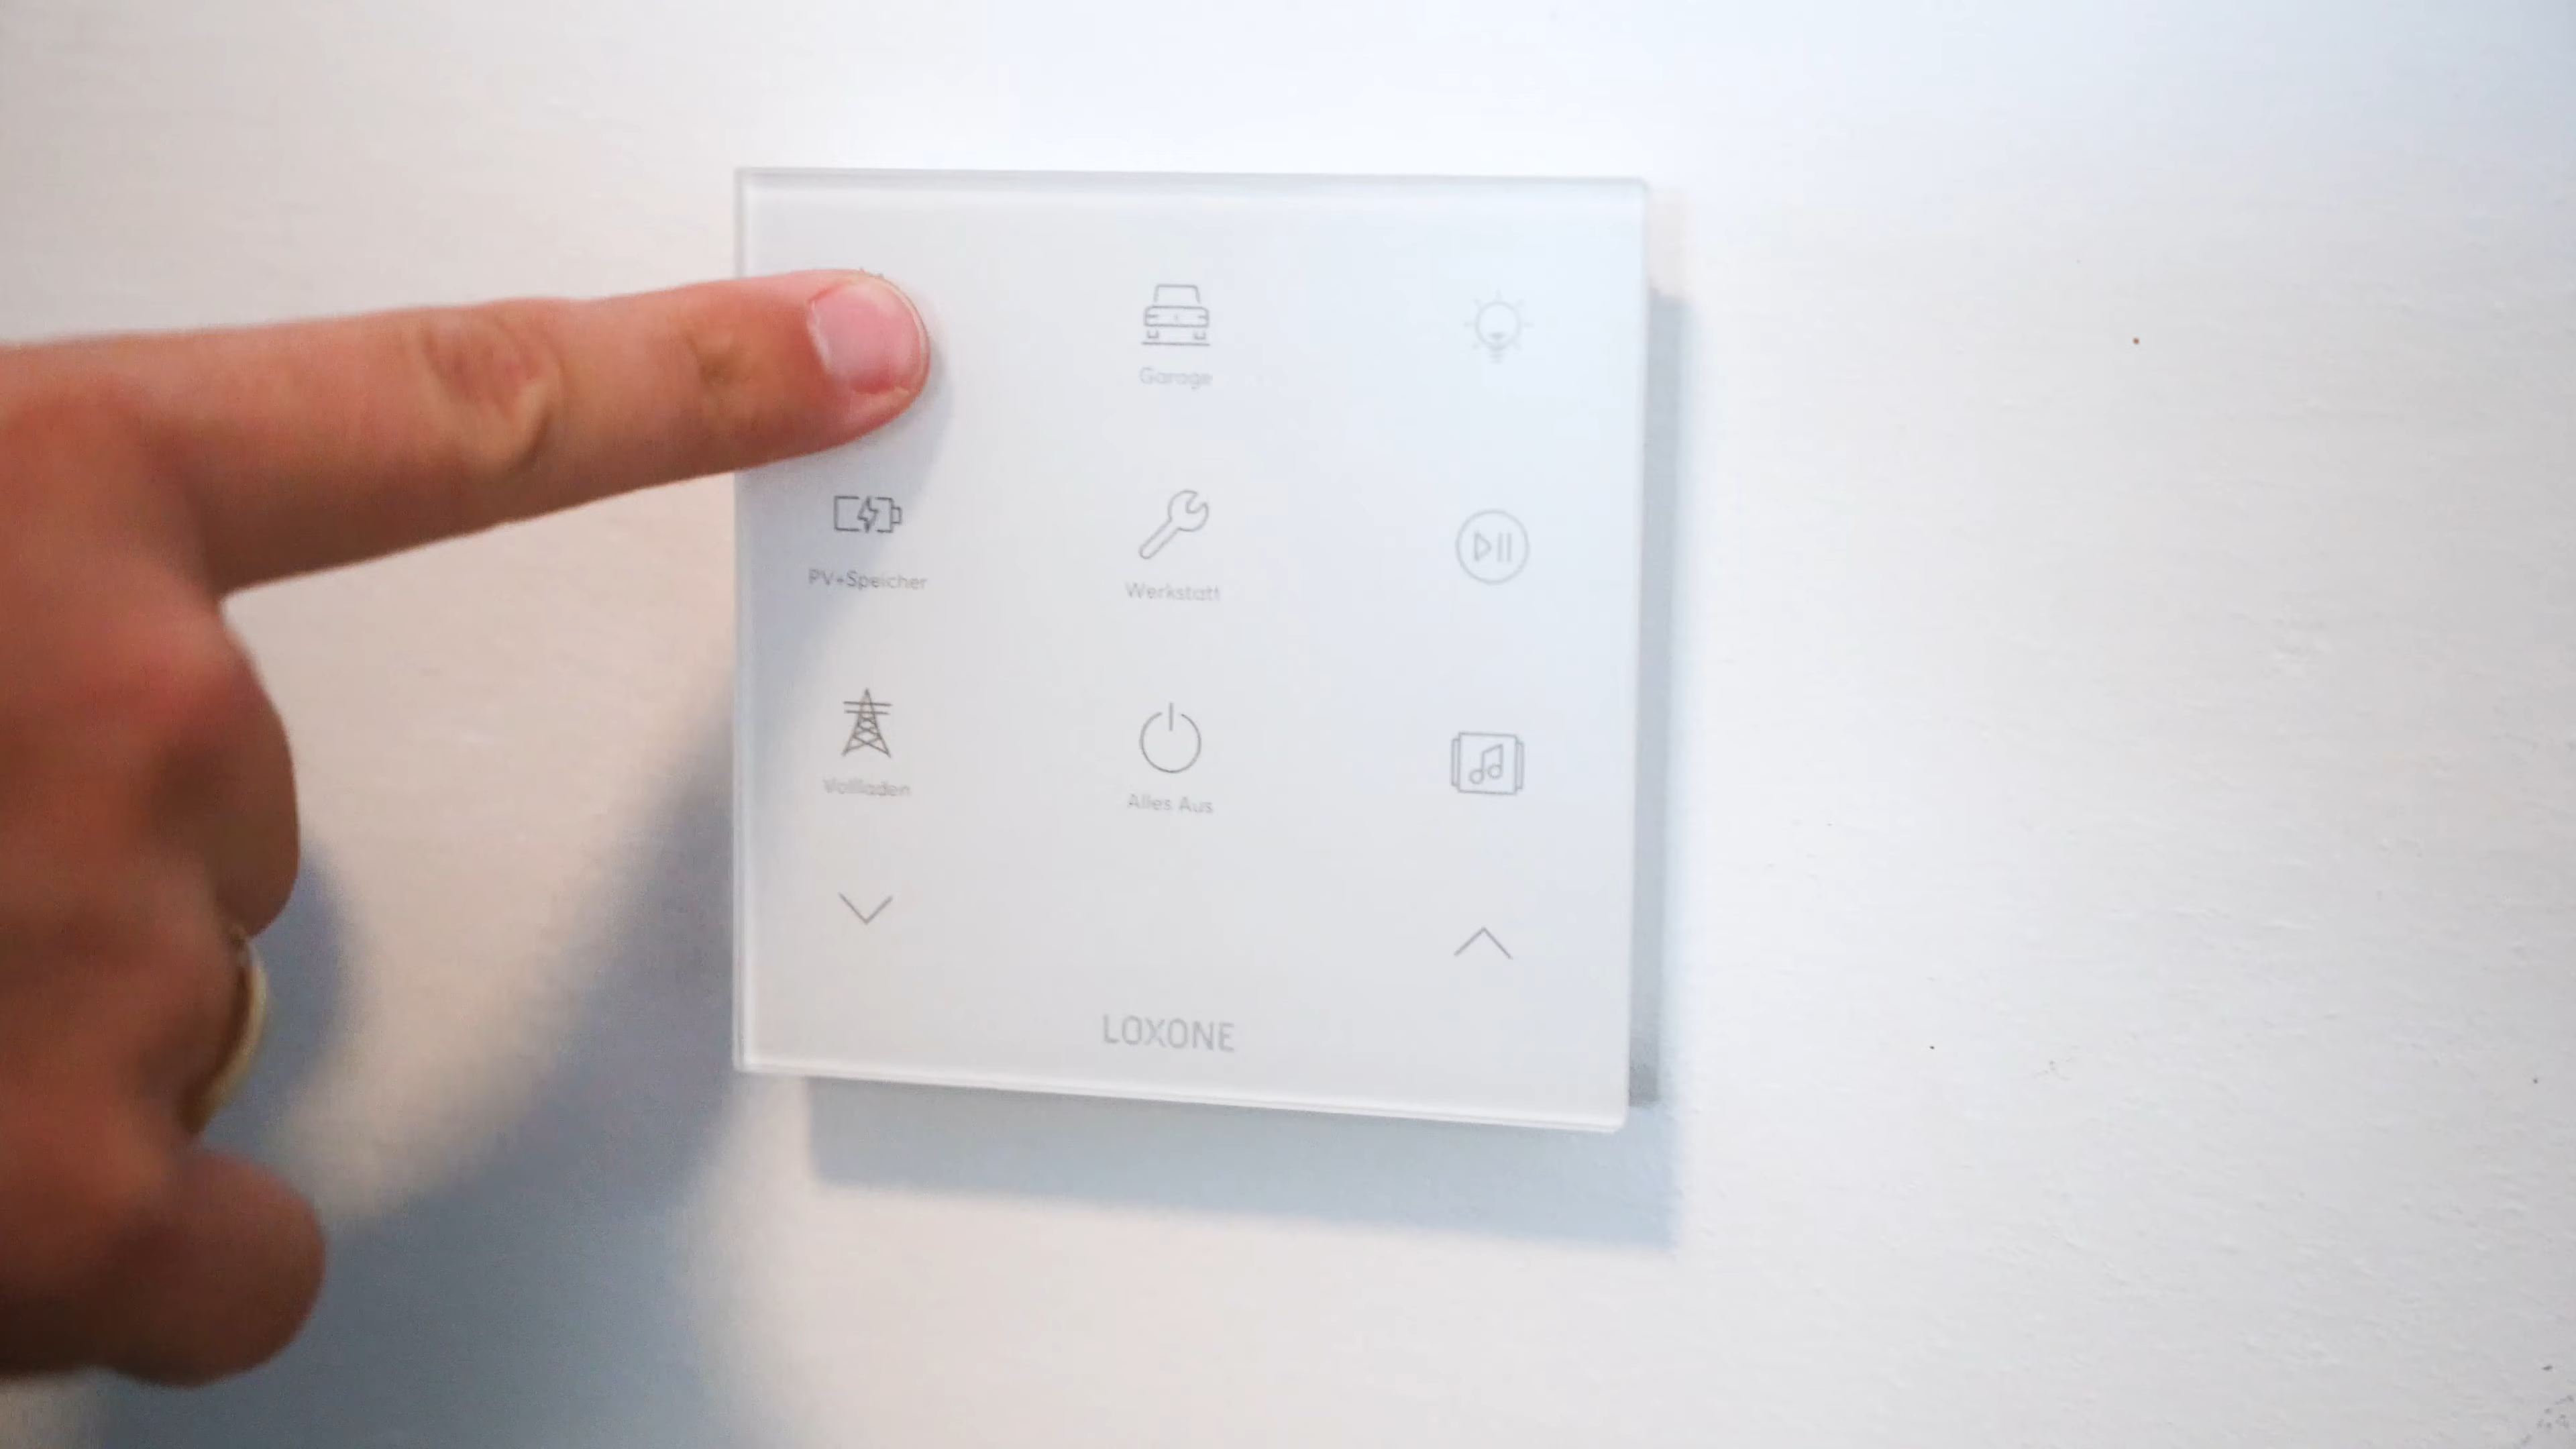 Garage
PV+Speicher
Werkstatt
Vollladen
Alles Aus
LOXONE